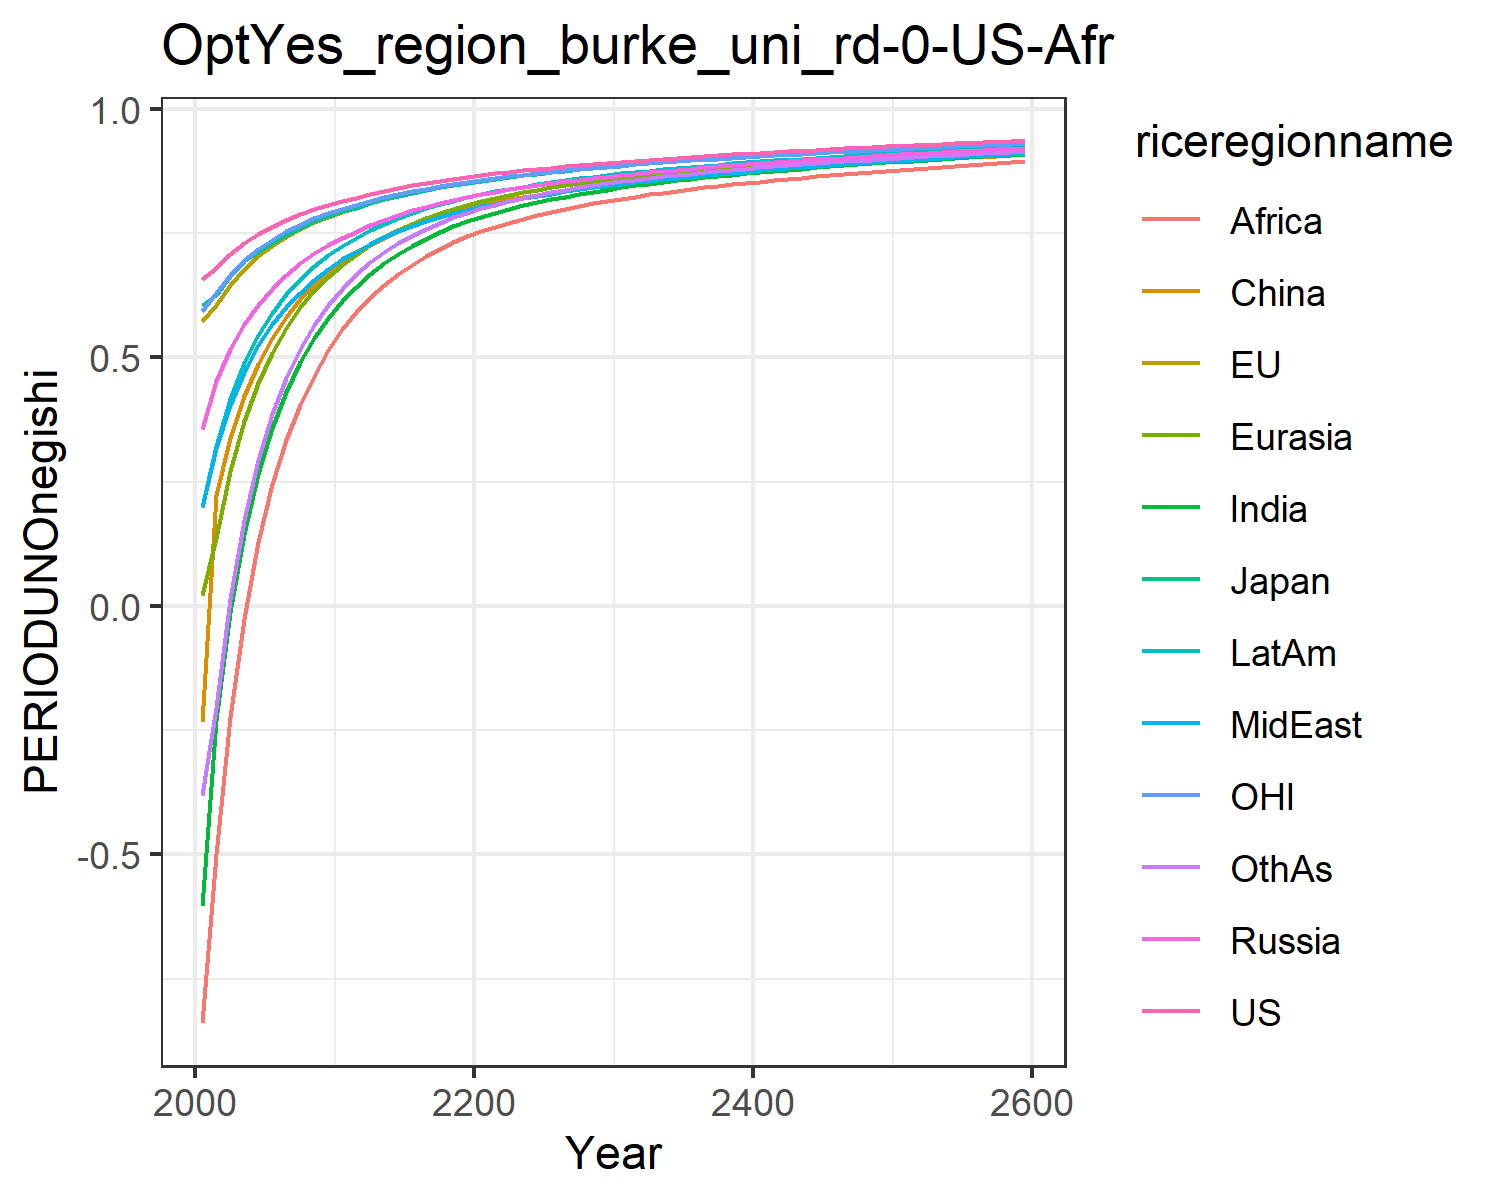 OptYes_region_burke_uni_rd-0-US-Afr
PERIODUNOnegishi
1.0
0.5
0.0
-0.5
2000
2200
2400
2600
Year
riceregionname
Africa
China
EU
Eurasia
India
Japan
LatAm
MidEast
OHI
OthAs
Russia
US